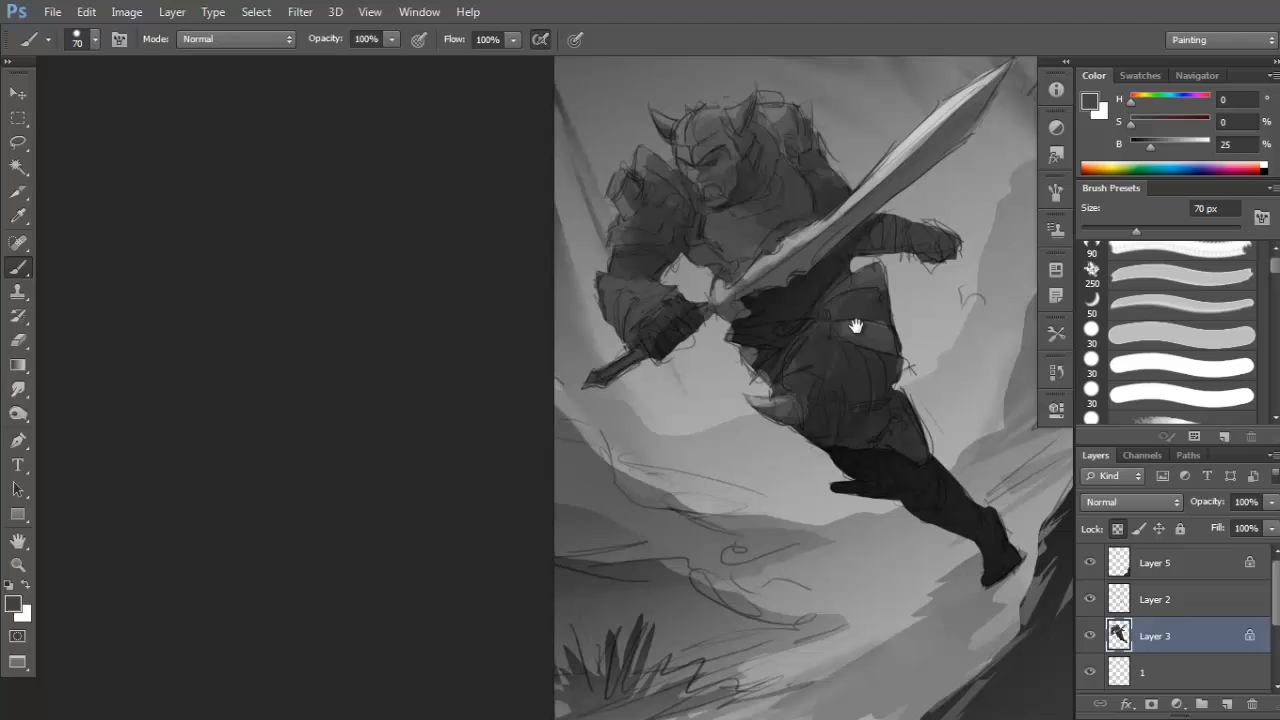 Ps File Edit Image Layer Type Select Filter 3D View Window Help
70 Mode: Normal Opacity: 100% Flow: 100% Painting
Color Swatches Navigator
H 0 °
S 0 %
B 25 %
Brush Presets
Size: 70 px
90
250
50
30
30
30
Layers Channels Paths
Kind
Normal Opacity: 100%
Lock: Fill: 100%
Layer 5
Layer 2
Layer 3
1